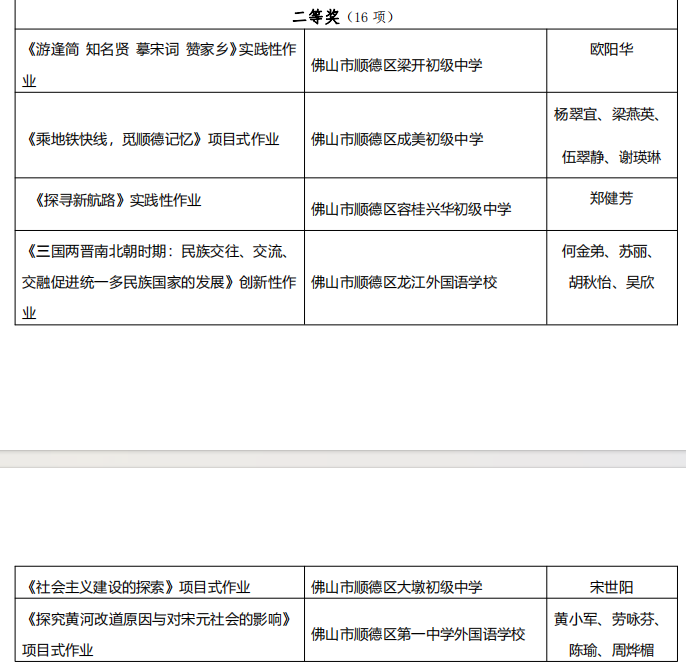 二等奖（16 项）
《游逢简 知名贤 摹宋词 赞家乡》实践性作
业
佛山市顺德区梁开初级中学
欧阳华
《乘地铁快线，觅顺德记忆》项目式作业
佛山市顺德区成美初级中学
杨翠宜、梁燕英、
伍翠静、谢瑛琳
《探寻新航路》实践性作业
佛山市顺德区容桂兴华初级中学
郑健芳
《三国两晋南北朝时期：民族交往、交流、
交融促进统一多民族国家的发展》创新性作
业
佛山市顺德区龙江外国语学校
何金弟、苏丽、
胡秋怡、吴欣
《社会主义建设的探索》项目式作业
佛山市顺德区大墩初级中学
宋世阳
《探究黄河改道原因与对宋元社会的影响》
项目式作业
佛山市顺德区第一中学外国语学校
黄小军、劳咏芬、
陈瑜、周烨楣